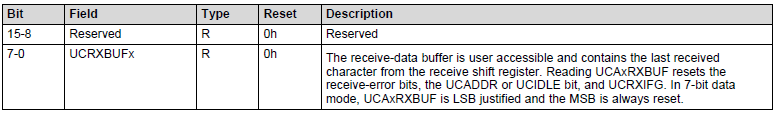 Bit Field Type Reset Description
15-8 Reserved R 0h Reserved
7-0 UCRXBUFx R 0h The receive-data buffer is user accessible and contains the last received
character from the receive shift register. Reading UCAxRXBUF resets the
receive-error bits, the UCADDR or UCIDLE bit, and UCRXIFG. In 7-bit data
mode, UCAxRXBUF is LSB justified and the MSB is always reset.